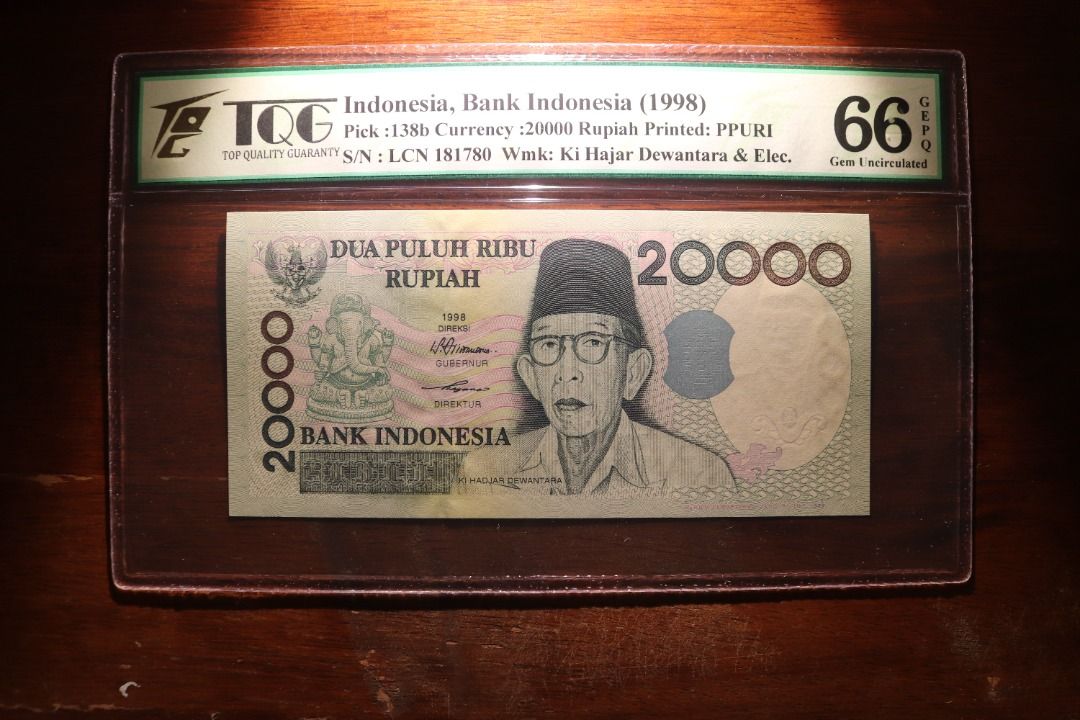 TQG
TOP QUALITY GUARANTY
Indonesia, Bank Indonesia (1998)
Pick :138b Currency :20000 Rupiah Printed: PPURI
S/N : LCN 181780 Wmk: Ki Hajar Dewantara & Elec.
66
GEPQ
Gem Uncirculated
DUA PULUH RIBU
RUPIAH
20000
1998
DIREKSI
GUBERNUR
DIREKTUR
20000
BANK INDONESIA
KI HADJAR DEWANTARA